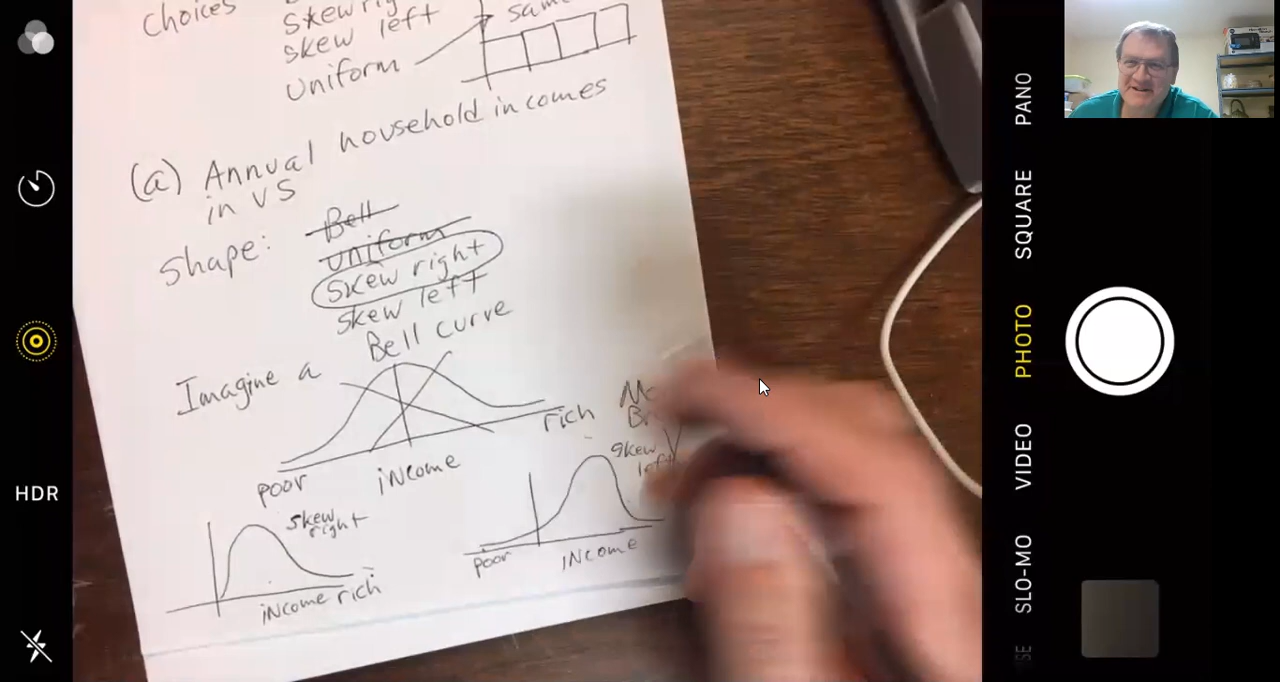 choices
skew left
uniform
(a) Annual household incomes
in US
shape:
Bell
uniform
skew right
skew left
Imagine a Bell curve
poor
income
rich
skew
right
income rich
skew
left
poor
income
HDR
PANO
SQUARE
PHOTO
VIDEO
SLO-MO